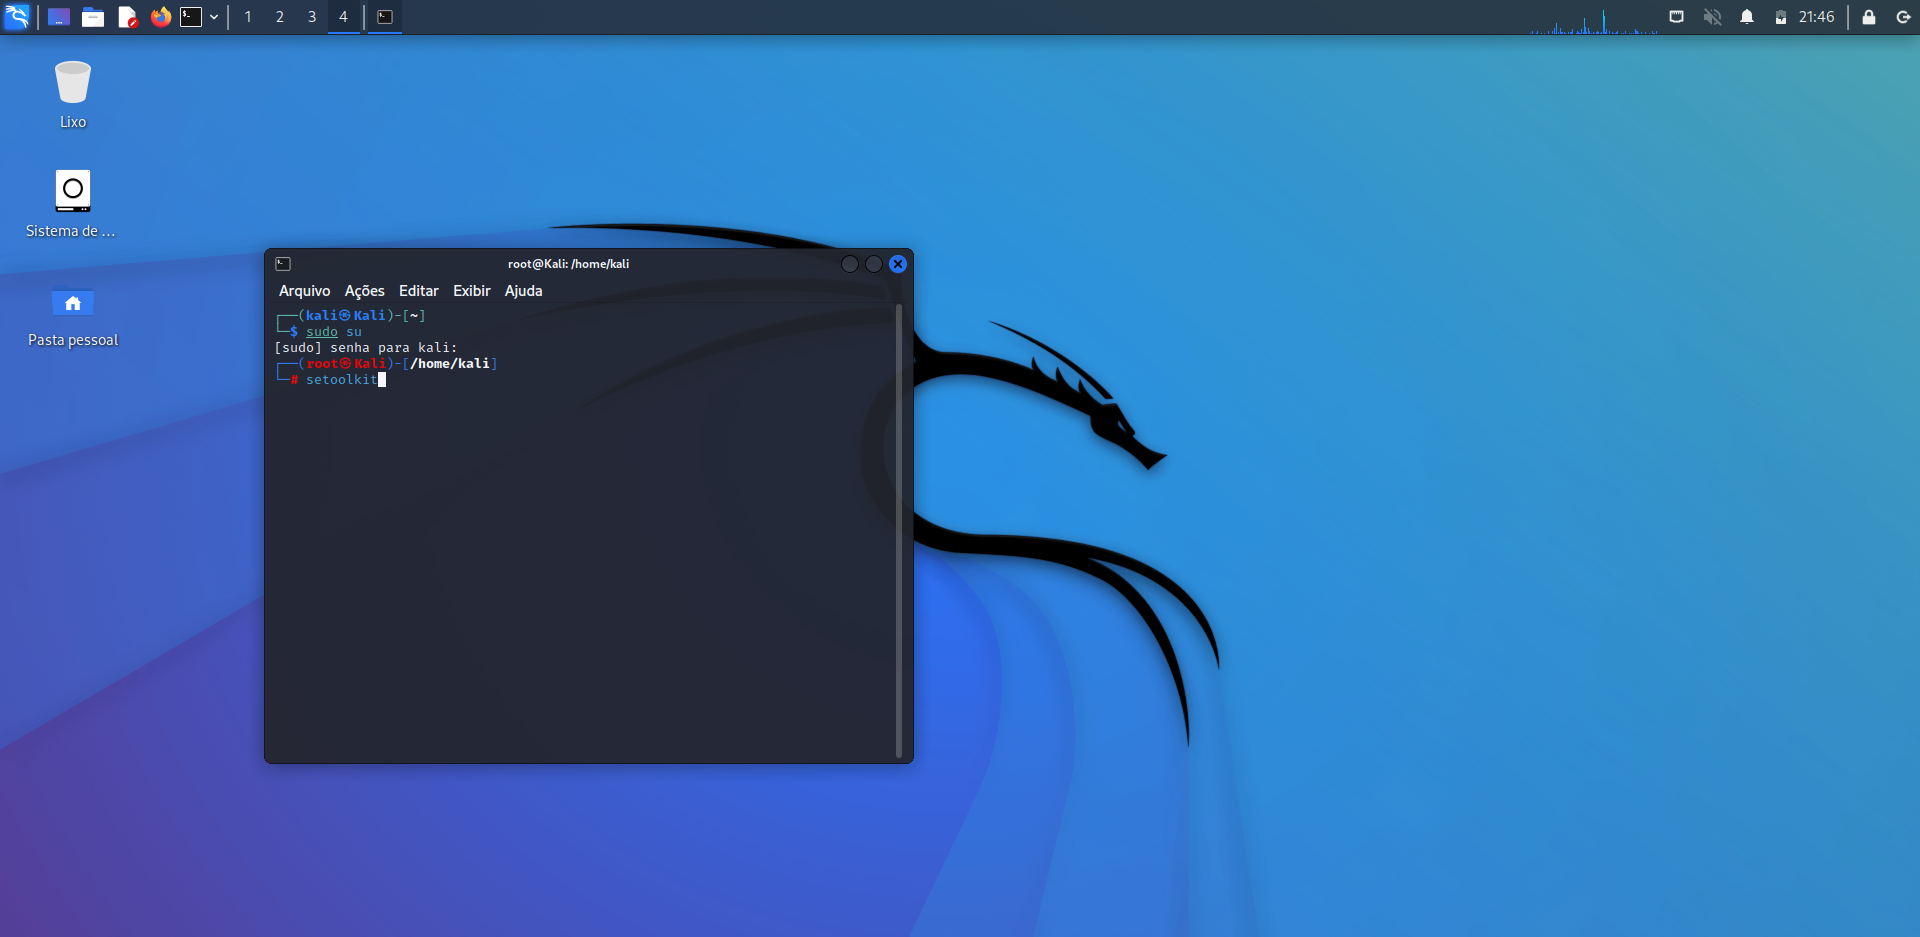 1 2 3 4
21:46
Lixo
Sistema de ...
Pasta pessoal
root@Kali: /home/kali
Arquivo Ações Editar Exibir Ajuda
┌──(kali㉿Kali)-[~]
└─$ sudo su
[sudo] senha para kali:
┌──(root㉿Kali)-[/home/kali]
└─# setoolkit